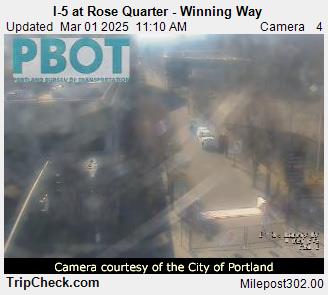 I-5 at Rose Quarter - Winning Way
Updated Mar 01 2025 11:10 AM Camera 4
PBOT
PORTLAND BUREAU OF TRANSPORTATION
Camera courtesy of the City of Portland
TripCheck.com Milepost302.00